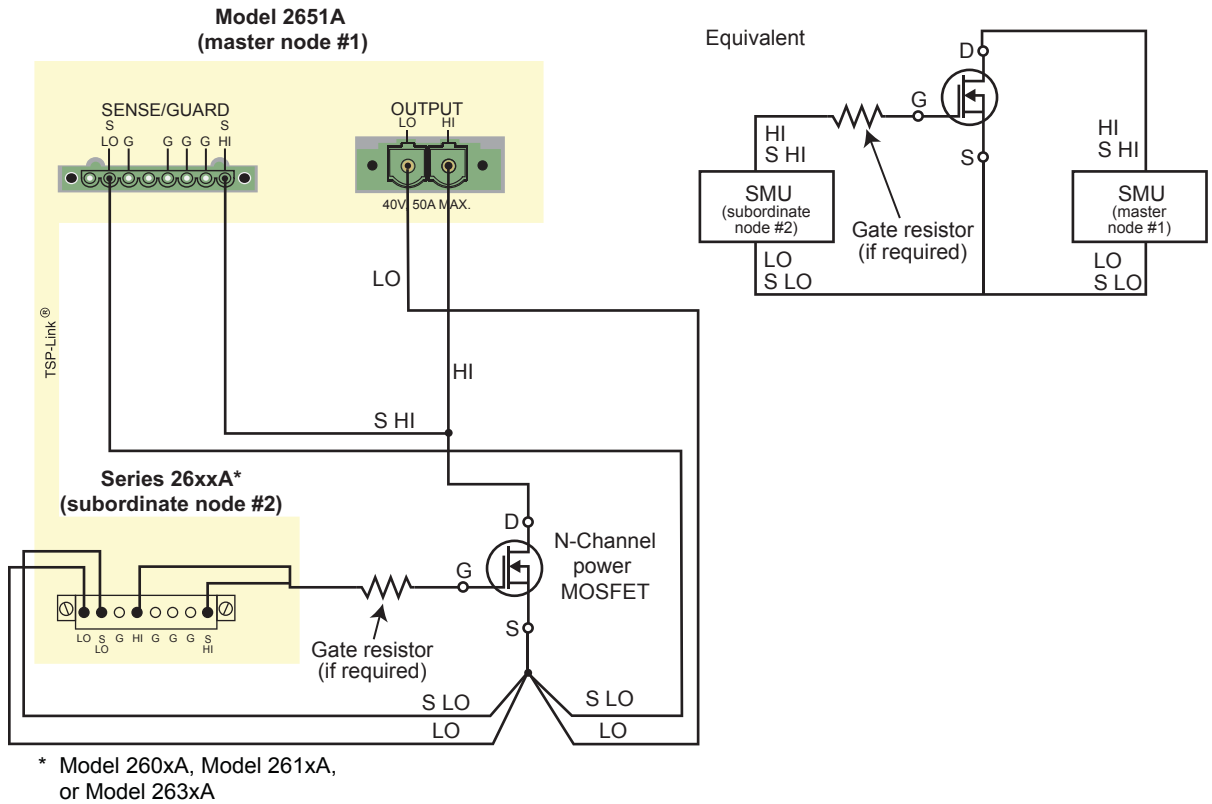 Model 2651A
(master node #1)
SENSE/GUARD
S
LO G G G G HI
S
OUTPUT
LO HI
40V, 50A MAX.
TSP-Link ®
LO
HI
S HI
Series 26xxA*
(subordinate node #2)
LO S LO G HI G G G S HI
Gate resistor
(if required)
G
D
S
N-Channel
power
MOSFET
S LO
LO
S LO
LO
* Model 260xA, Model 261xA,
or Model 263xA
Equivalent
D
G
S
HI
S HI
SMU
(subordinate
node #2)
LO
S LO
Gate resistor
(if required)
HI
S HI
SMU
(master
node #1)
LO
S LO